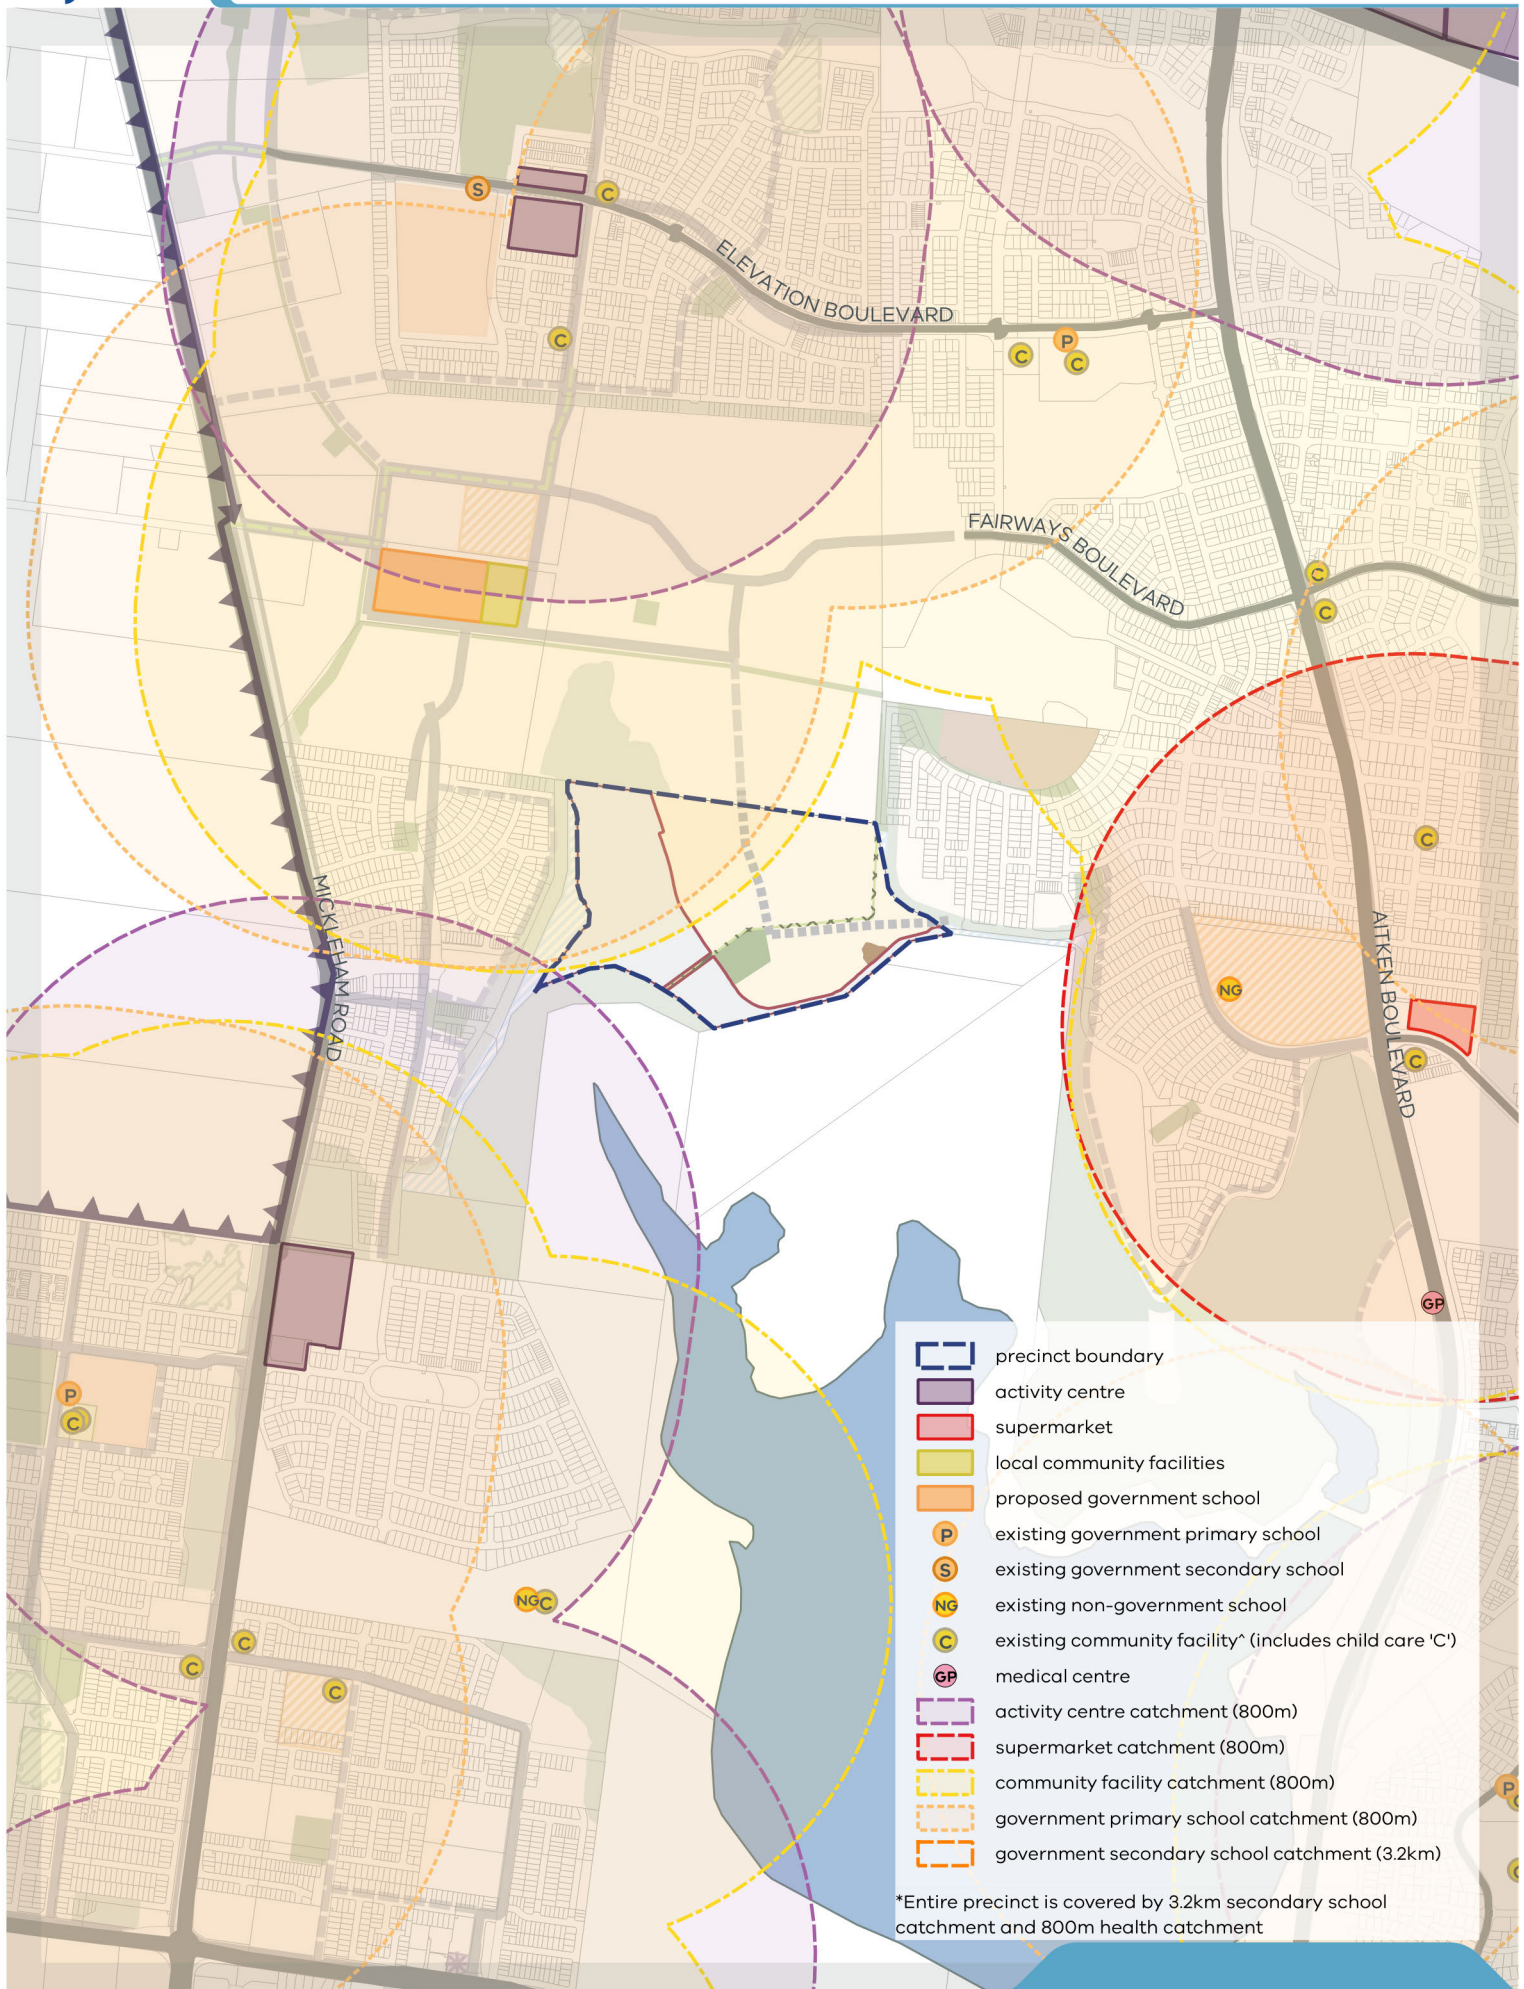 S
C
ELEVATION BOULEVARD
C
C
P
C
FAIRWAYS BOULEVARD
C
C
C
MICKLEHAM ROAD
AITKEN BOULEVARD
NG
C
GP
P
C
NG
C
C
C
C
P
precinct boundary
activity centre
supermarket
local community facilities
proposed government school
P existing government primary school
S existing government secondary school
NG existing non-government school
C existing community facility^ (includes child care 'C')
GP medical centre
activity centre catchment (800m)
supermarket catchment (800m)
community facility catchment (800m)
government primary school catchment (800m)
government secondary school catchment (3.2km)
*Entire precinct is covered by 3.2km secondary school
catchment and 800m health catchment